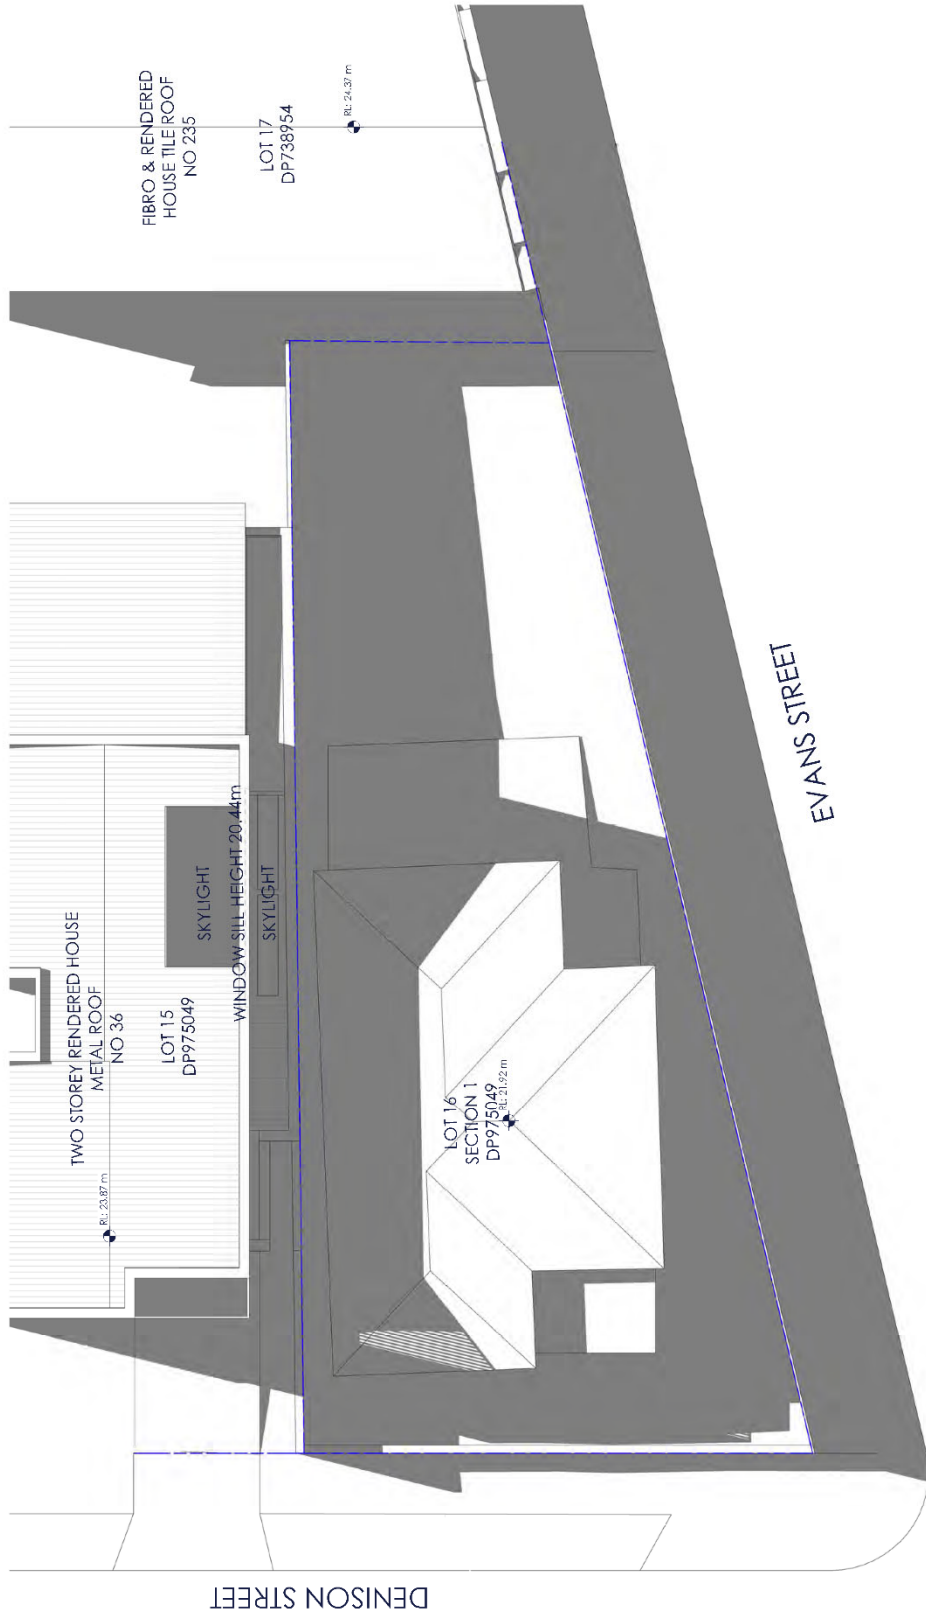 FIBRO & RENDERED
HOUSE TILE ROOF
NO 235
LOT 17
DP738954
RL: 24.37 m
TWO STOREY RENDERED HOUSE
METAL ROOF
NO 36
RL: 23.87 m
LOT 15
DP975049
SKYLIGHT
WINDOW SILL HEIGHT 20.44m
SKYLIGHT
LOT 16
SECTION 1
DP975049
RL: 21.92 m
EVANS STREET
DENISON STREET